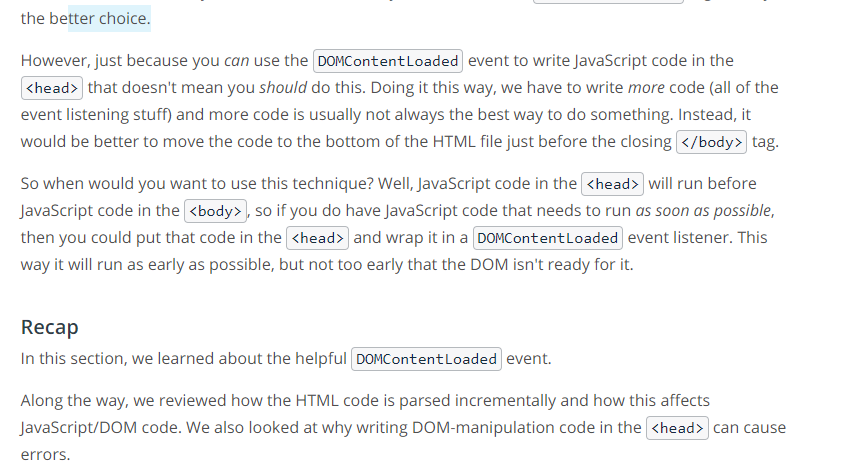 the better choice.
However, just because you can use the DOMContentLoaded event to write JavaScript code in the
<head> that doesn't mean you should do this. Doing it this way, we have to write more code (all of the
event listening stuff) and more code is usually not always the best way to do something. Instead, it
would be better to move the code to the bottom of the HTML file just before the closing </body> tag.
So when would you want to use this technique? Well, JavaScript code in the <head> will run before
JavaScript code in the <body>, so if you do have JavaScript code that needs to run as soon as possible,
then you could put that code in the <head> and wrap it in a DOMContentLoaded event listener. This
way it will run as early as possible, but not too early that the DOM isn't ready for it.
Recap
In this section, we learned about the helpful DOMContentLoaded event.
Along the way, we reviewed how the HTML code is parsed incrementally and how this affects
JavaScript/DOM code. We also looked at why writing DOM-manipulation code in the <head> can cause
errors.